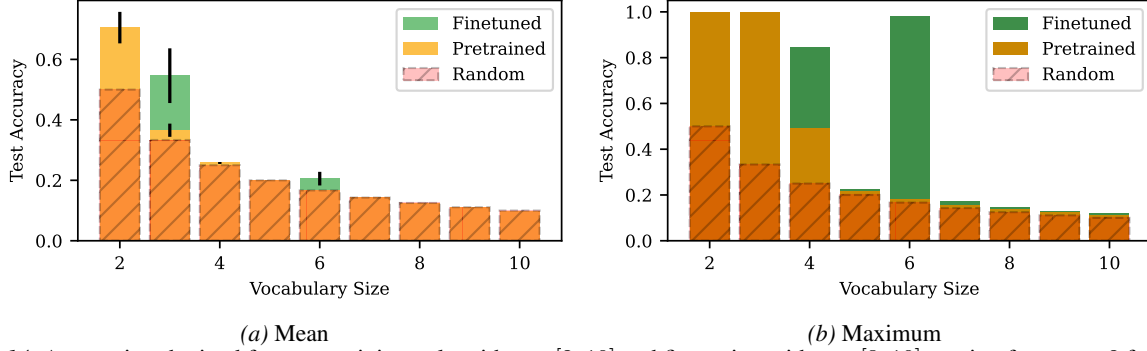 Finetuned
Pretrained
Random
Test Accuracy
0.6
0.4
0.2
0.0
2 4 6 8 10
Vocabulary Size
(a) Mean
Finetuned
Pretrained
Random
Test Accuracy
1.0
0.8
0.6
0.4
0.2
0.0
2 4 6 8 10
Vocabulary Size
(b) Maximum